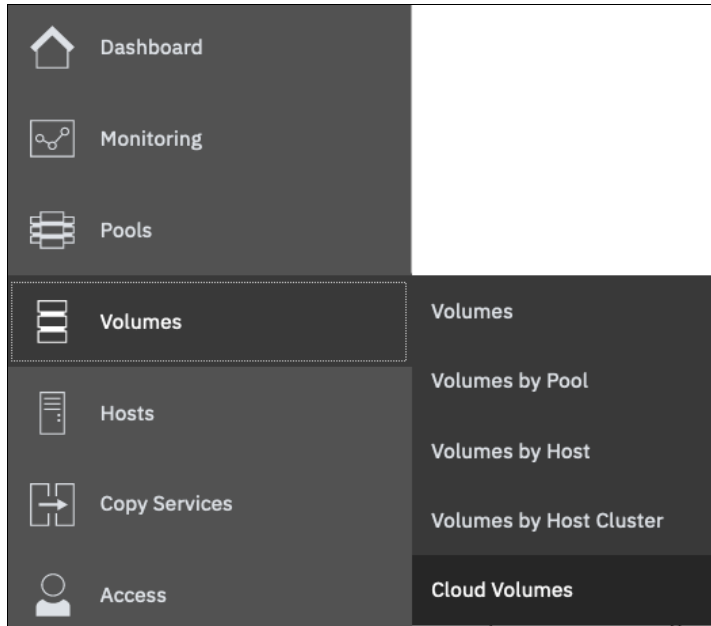 Dashboard
Monitoring
Pools
Volumes
Volumes
Volumes by Pool
Volumes by Host
Volumes by Host Cluster
Cloud Volumes
Hosts
Copy Services
Access